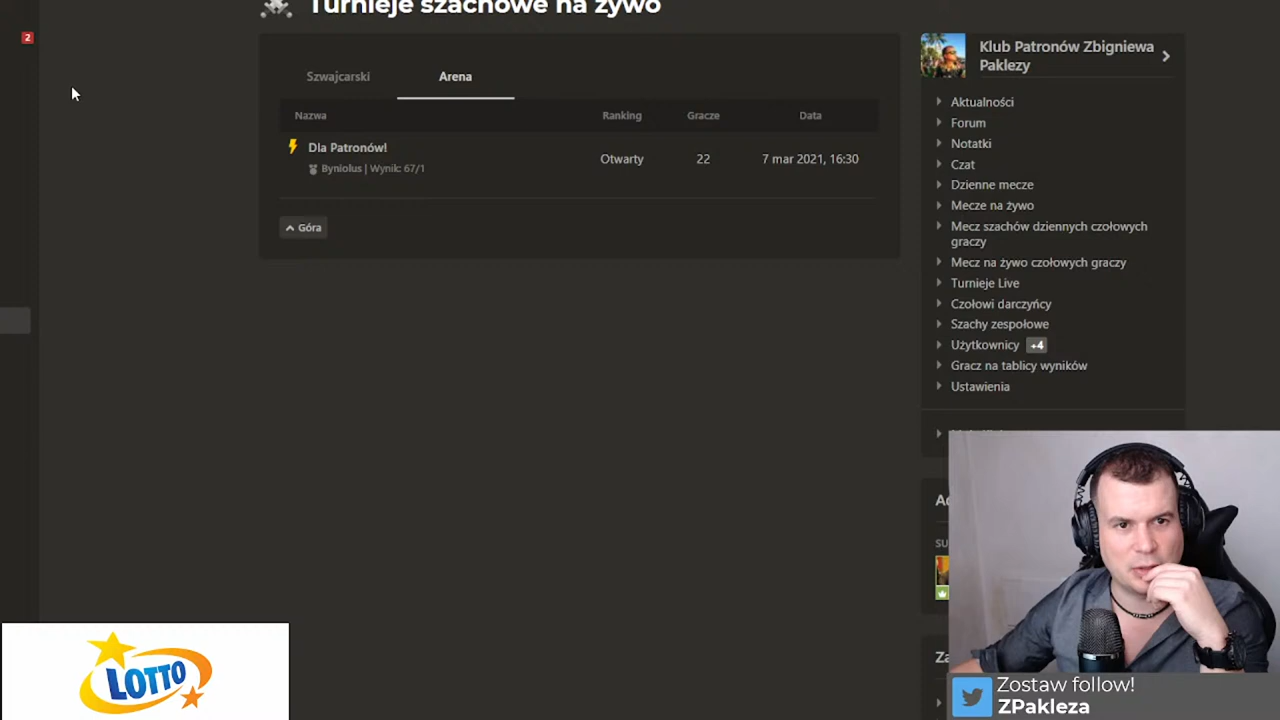 Turnieje szachowe na żywo
2
Szwajcarski
Arena
Nazwa
Ranking
Gracze
Data
Dla Patronów!
Byniolus | Wynik: 67/1
Otwarty
22
7 mar 2021, 16:30
Góra
Klub Patronów Zbigniewa
Paklezy
Aktualności
Forum
Notatki
Czat
Dzienne mecze
Mecze na żywo
Mecz szachów dziennych czołowych
graczy
Mecz na żywo czołowych graczy
Turnieje Live
Czołowi darczyńcy
Szachy zespołowe
Użytkownicy +4
Gracz na tablicy wyników
Ustawienia
LOTTO
Zostaw follow!
ZPakleza